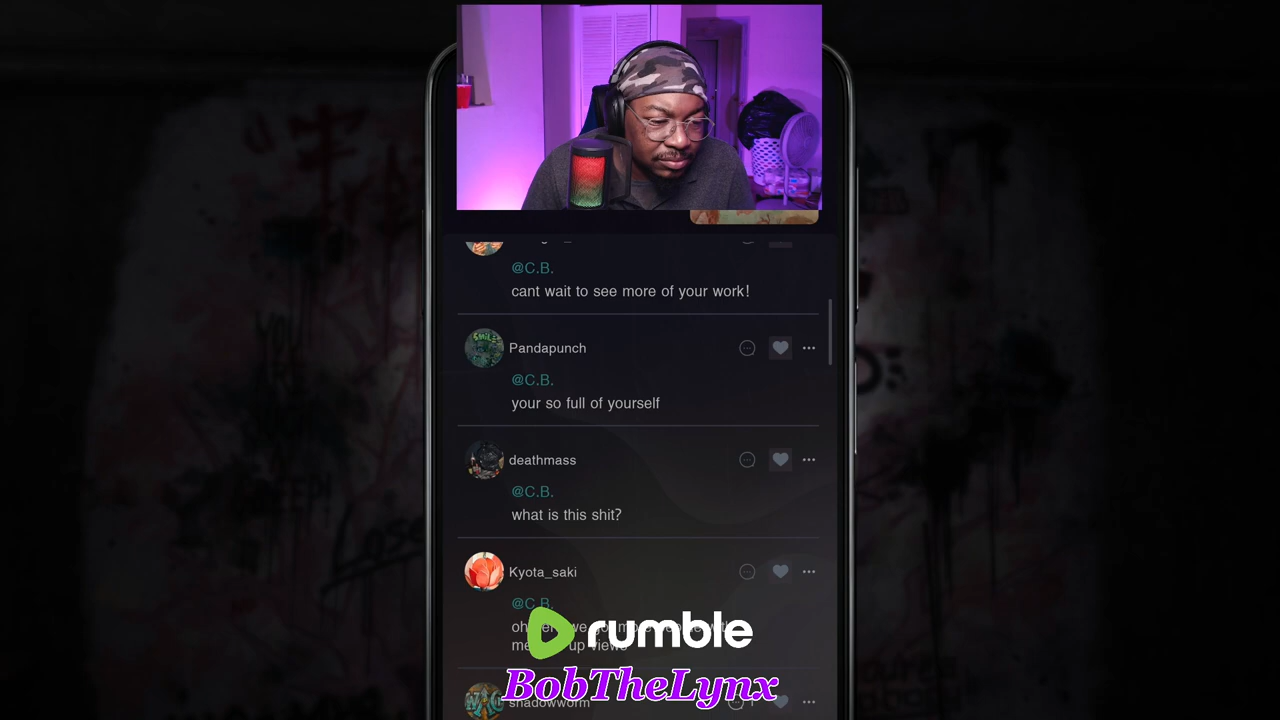 @C.B.
cant wait to see more of your work!
Pandapunch
@C.B.
your so full of yourself
deathmass
@C.B.
what is this shit?
Kyota_saki
@C.B.
rumble
BobTheLynx
shadowworm